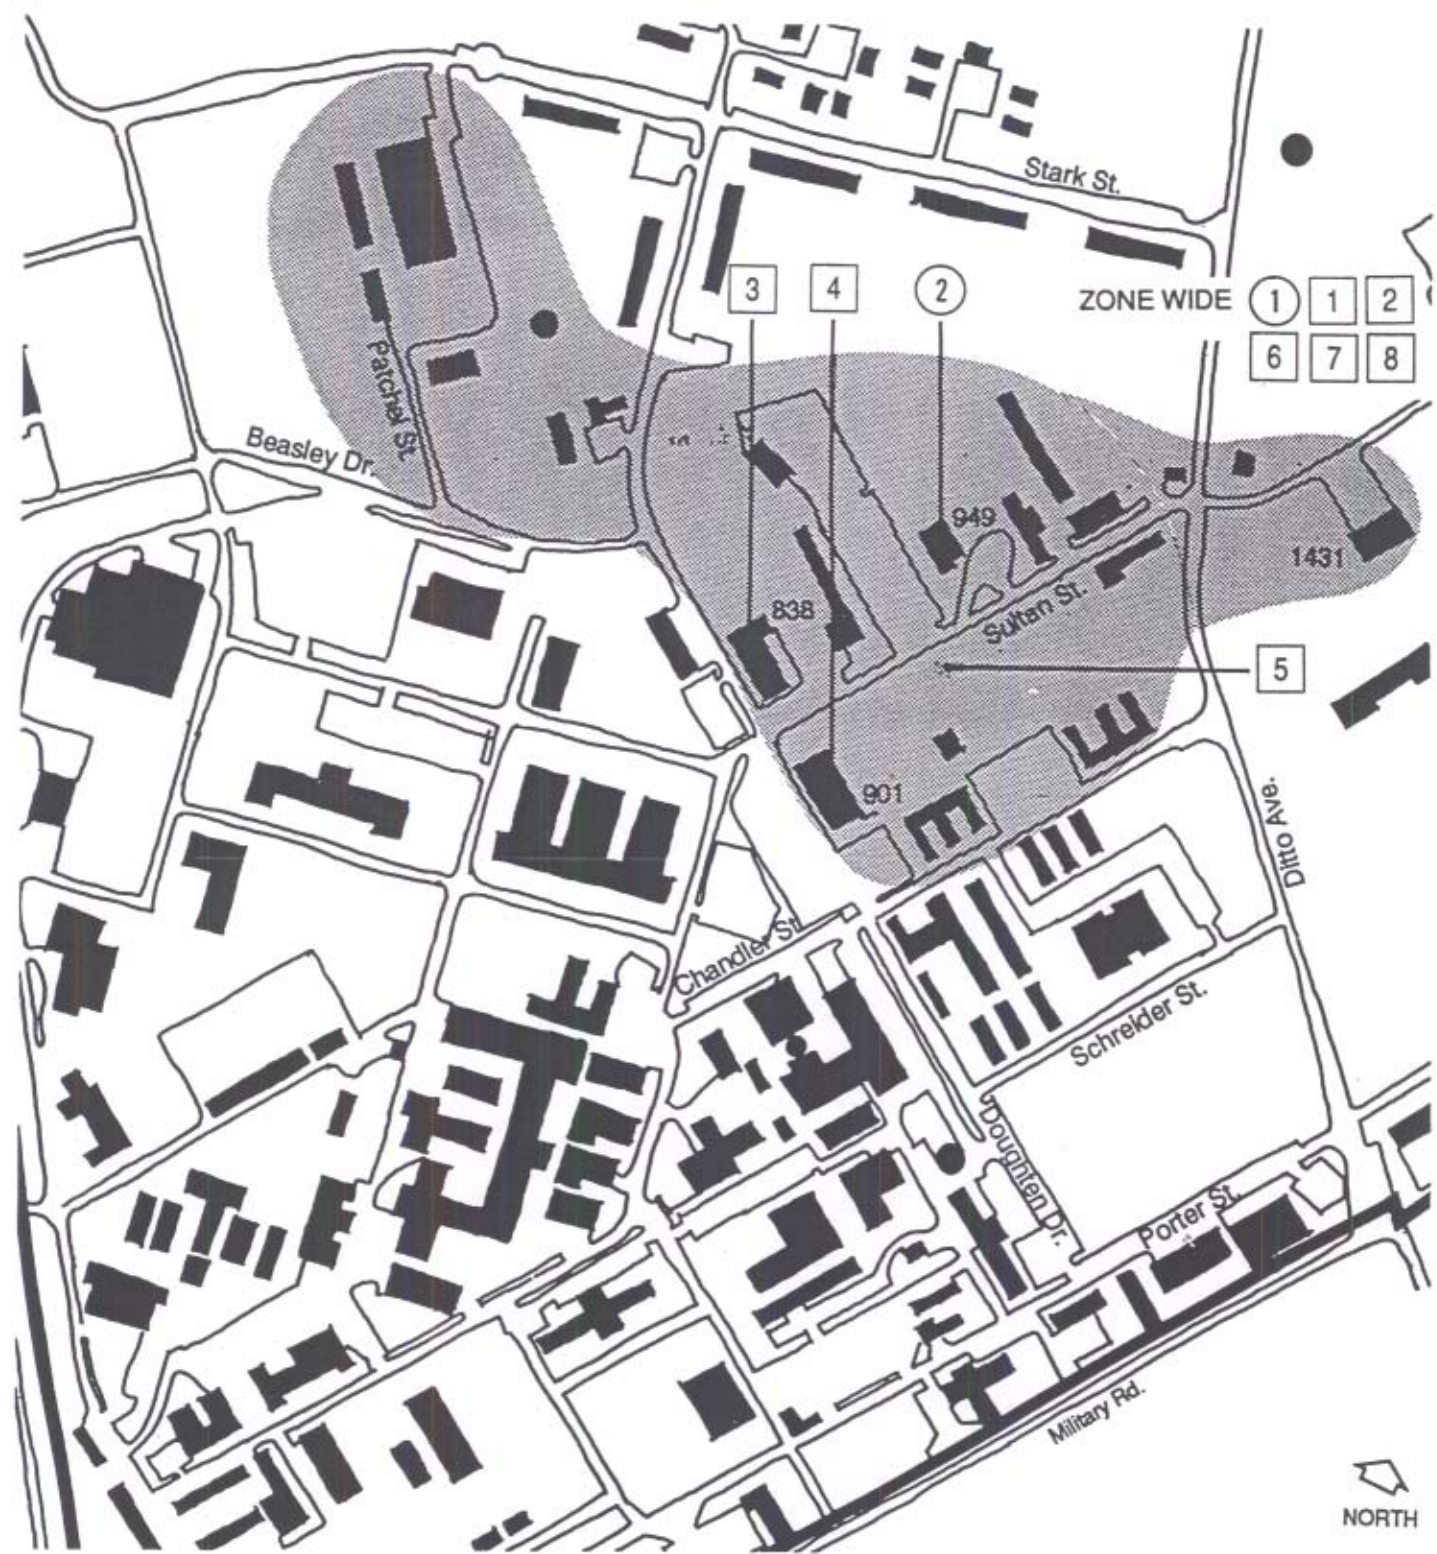 Stark St.
3 4 2 ZONE WIDE 1 1 2
6 7 8
Patchel St.
Beasley Dr.
949
1431
838
Sultan St.
5
901
Ditto Ave.
Chandler St.
Schreider St.
Doughten Dr.
Porter St.
Military Rd.
NORTH